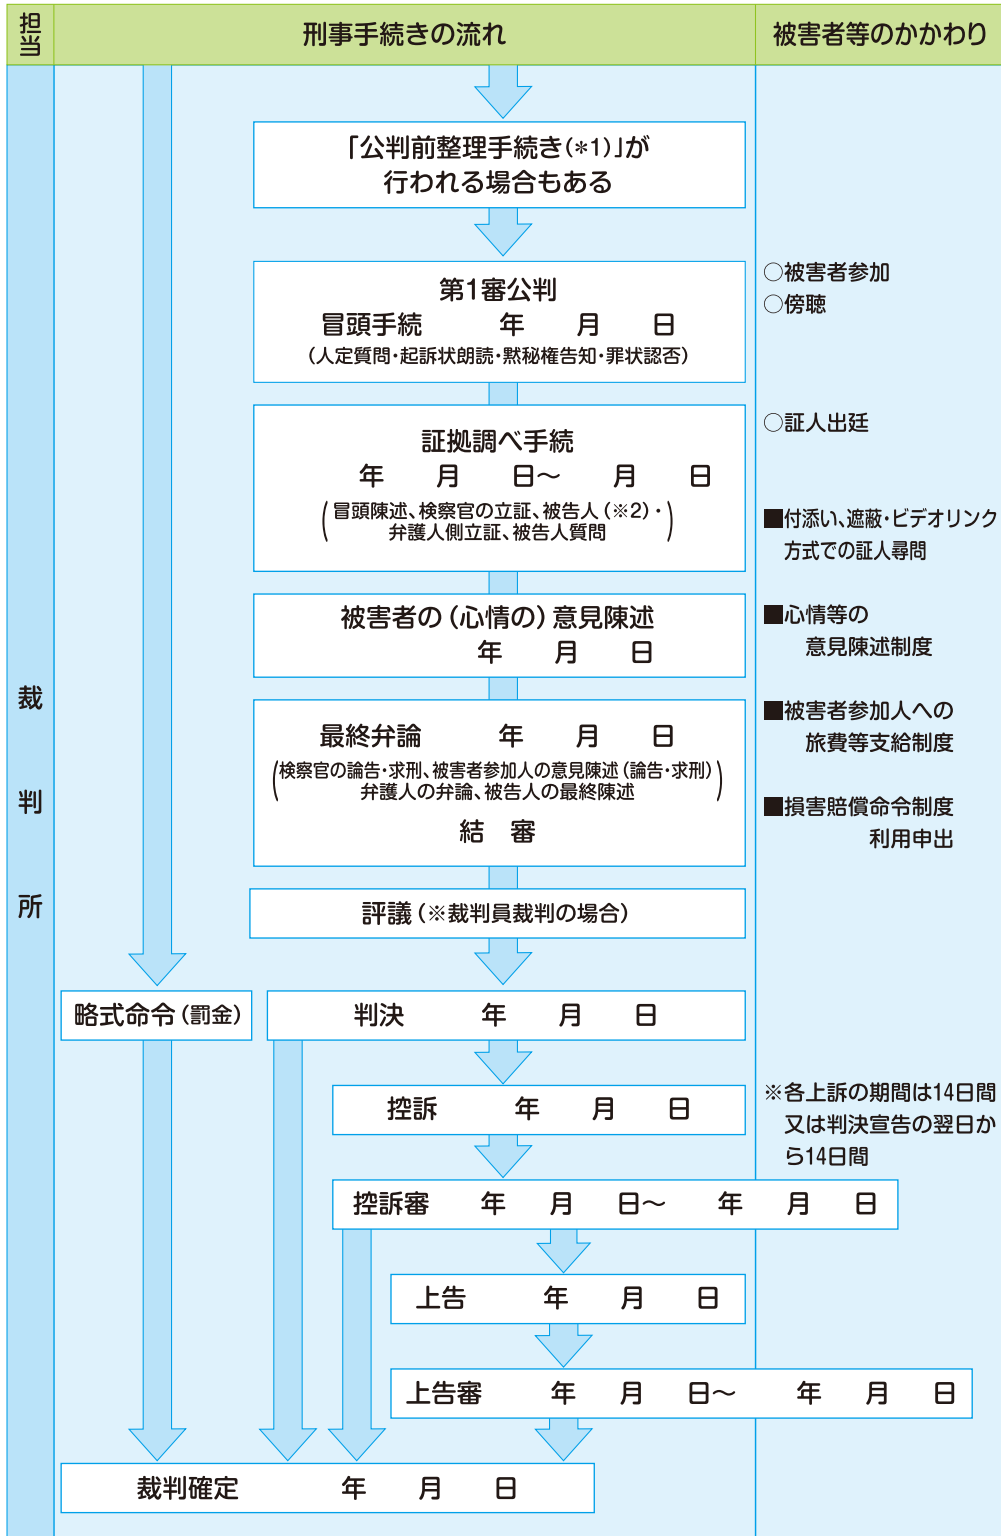 担当
刑事手続きの流れ
被害者等のかかわり
裁判所
「公判前整理手続き(*1)」が
行われる場合もある
第1審公判
冒頭手続　　　年　　月　　日
(人定質問・起訴状朗読・黙秘権告知・罪状認否)
○被害者参加
○傍聴
証拠調べ手続
年　　月　　日〜　　月　　日
(冒頭陳述、検察官の立証、被告人(※2)・
弁護人側立証、被告人質問)
○証人出廷
■付添い、遮蔽・ビデオリンク
方式での証人尋問
被害者の(心情の)意見陳述
年　　月　　日
■心情等の
意見陳述制度
最終弁論　　　年　　月　　日
(検察官の論告・求刑、被害者参加人の意見陳述(論告・求刑)
弁護人の弁論、被告人の最終陳述)
結　審
■被害者参加人への
旅費等支給制度
■損害賠償命令制度
利用申出
評議(※裁判員裁判の場合)
略式命令(罰金)
判決　　　年　　月　　日
控訴　　　年　　月　　日
※各上訴の期間は14日間
又は判決宣告の翌日か
ら14日間
控訴審　　年　　月　　日〜　　年　　月　　日
上告　　　年　　月　　日
上告審　　　年　　月　　日〜　　年　　月　　日
裁判確定　　　　年　　月　　日